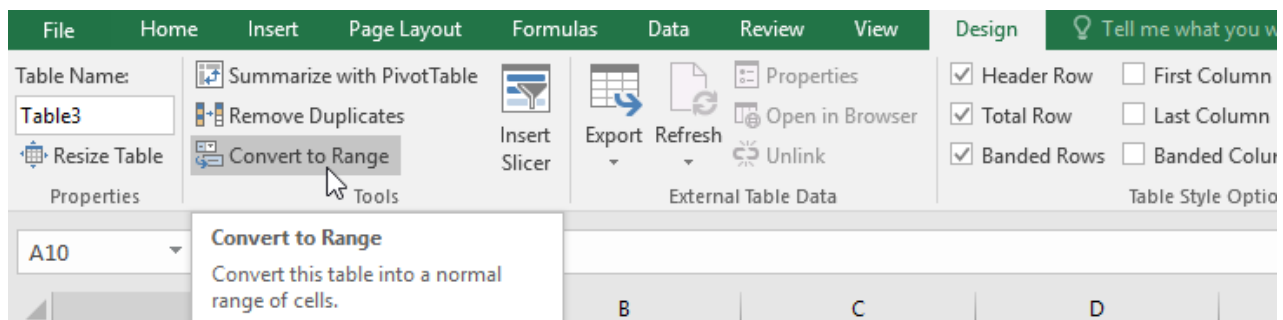 File Home Insert Page Layout Formulas Data Review View Design Tell me what you w
Table Name: Summarize with PivotTable Properties Header Row First Column
Table3 Remove Duplicates Open in Browser Total Row Last Column
Resize Table Convert to Range Insert Slicer Export Refresh Unlink Banded Rows Banded Colu
Properties Tools External Table Data Table Style Optio
A10
Convert to Range
Convert this table into a normal
range of cells.
B C D